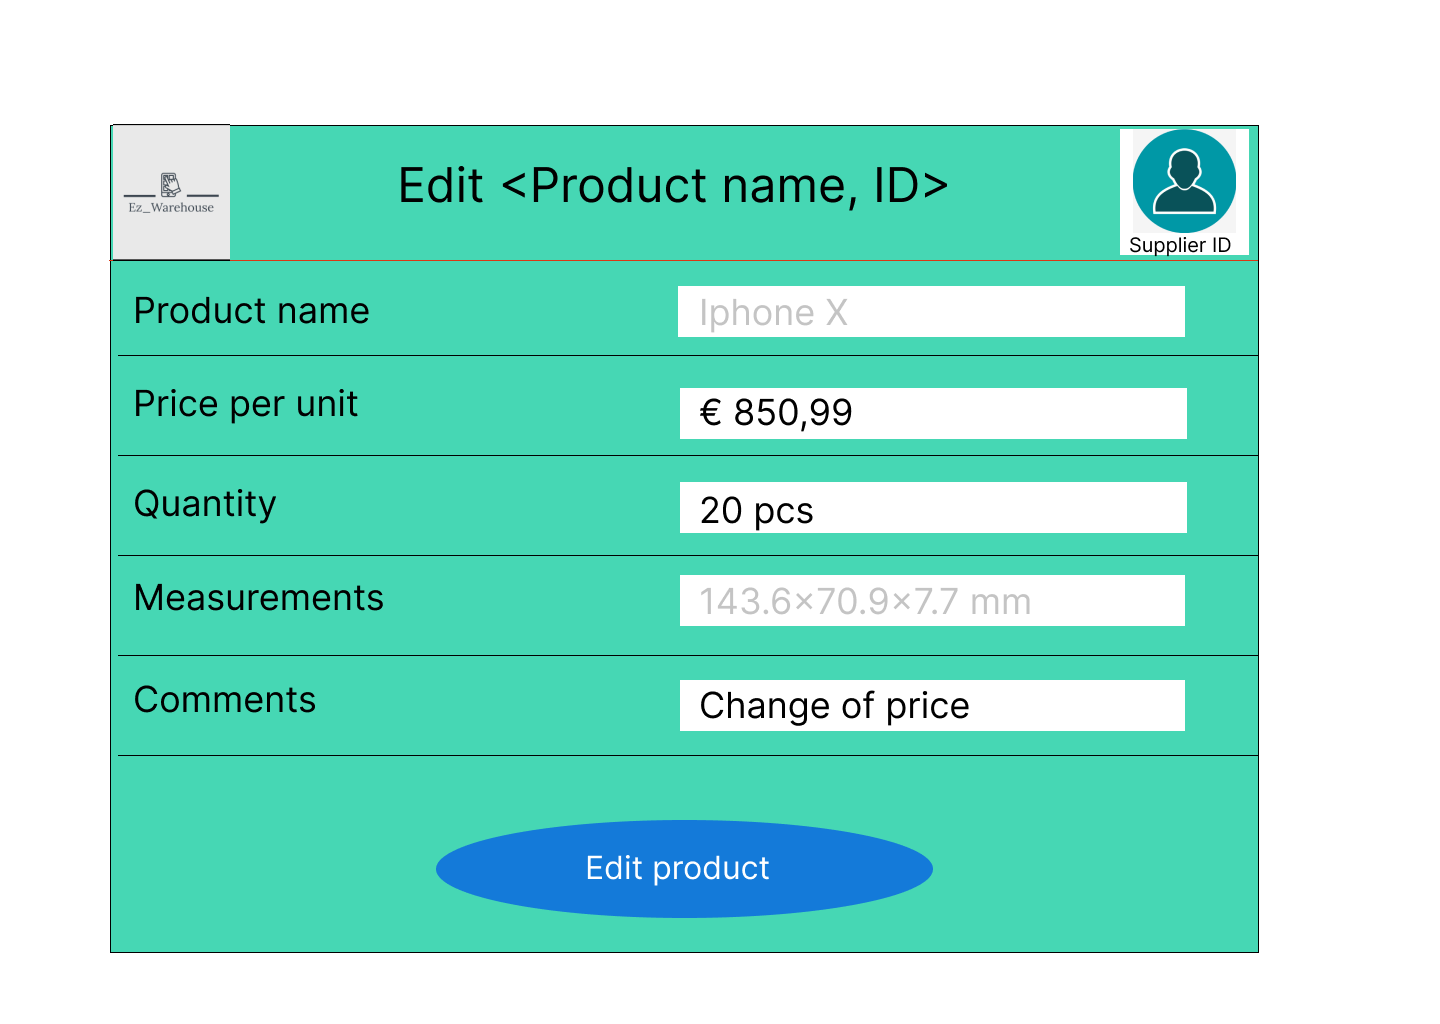 Ez_Warehouse
Edit <Product name, ID>
Supplier ID
Product name
Iphone X
Price per unit
€ 850,99
Quantity
20 pcs
Measurements
143.6×70.9×7.7 mm
Comments
Change of price
Edit product